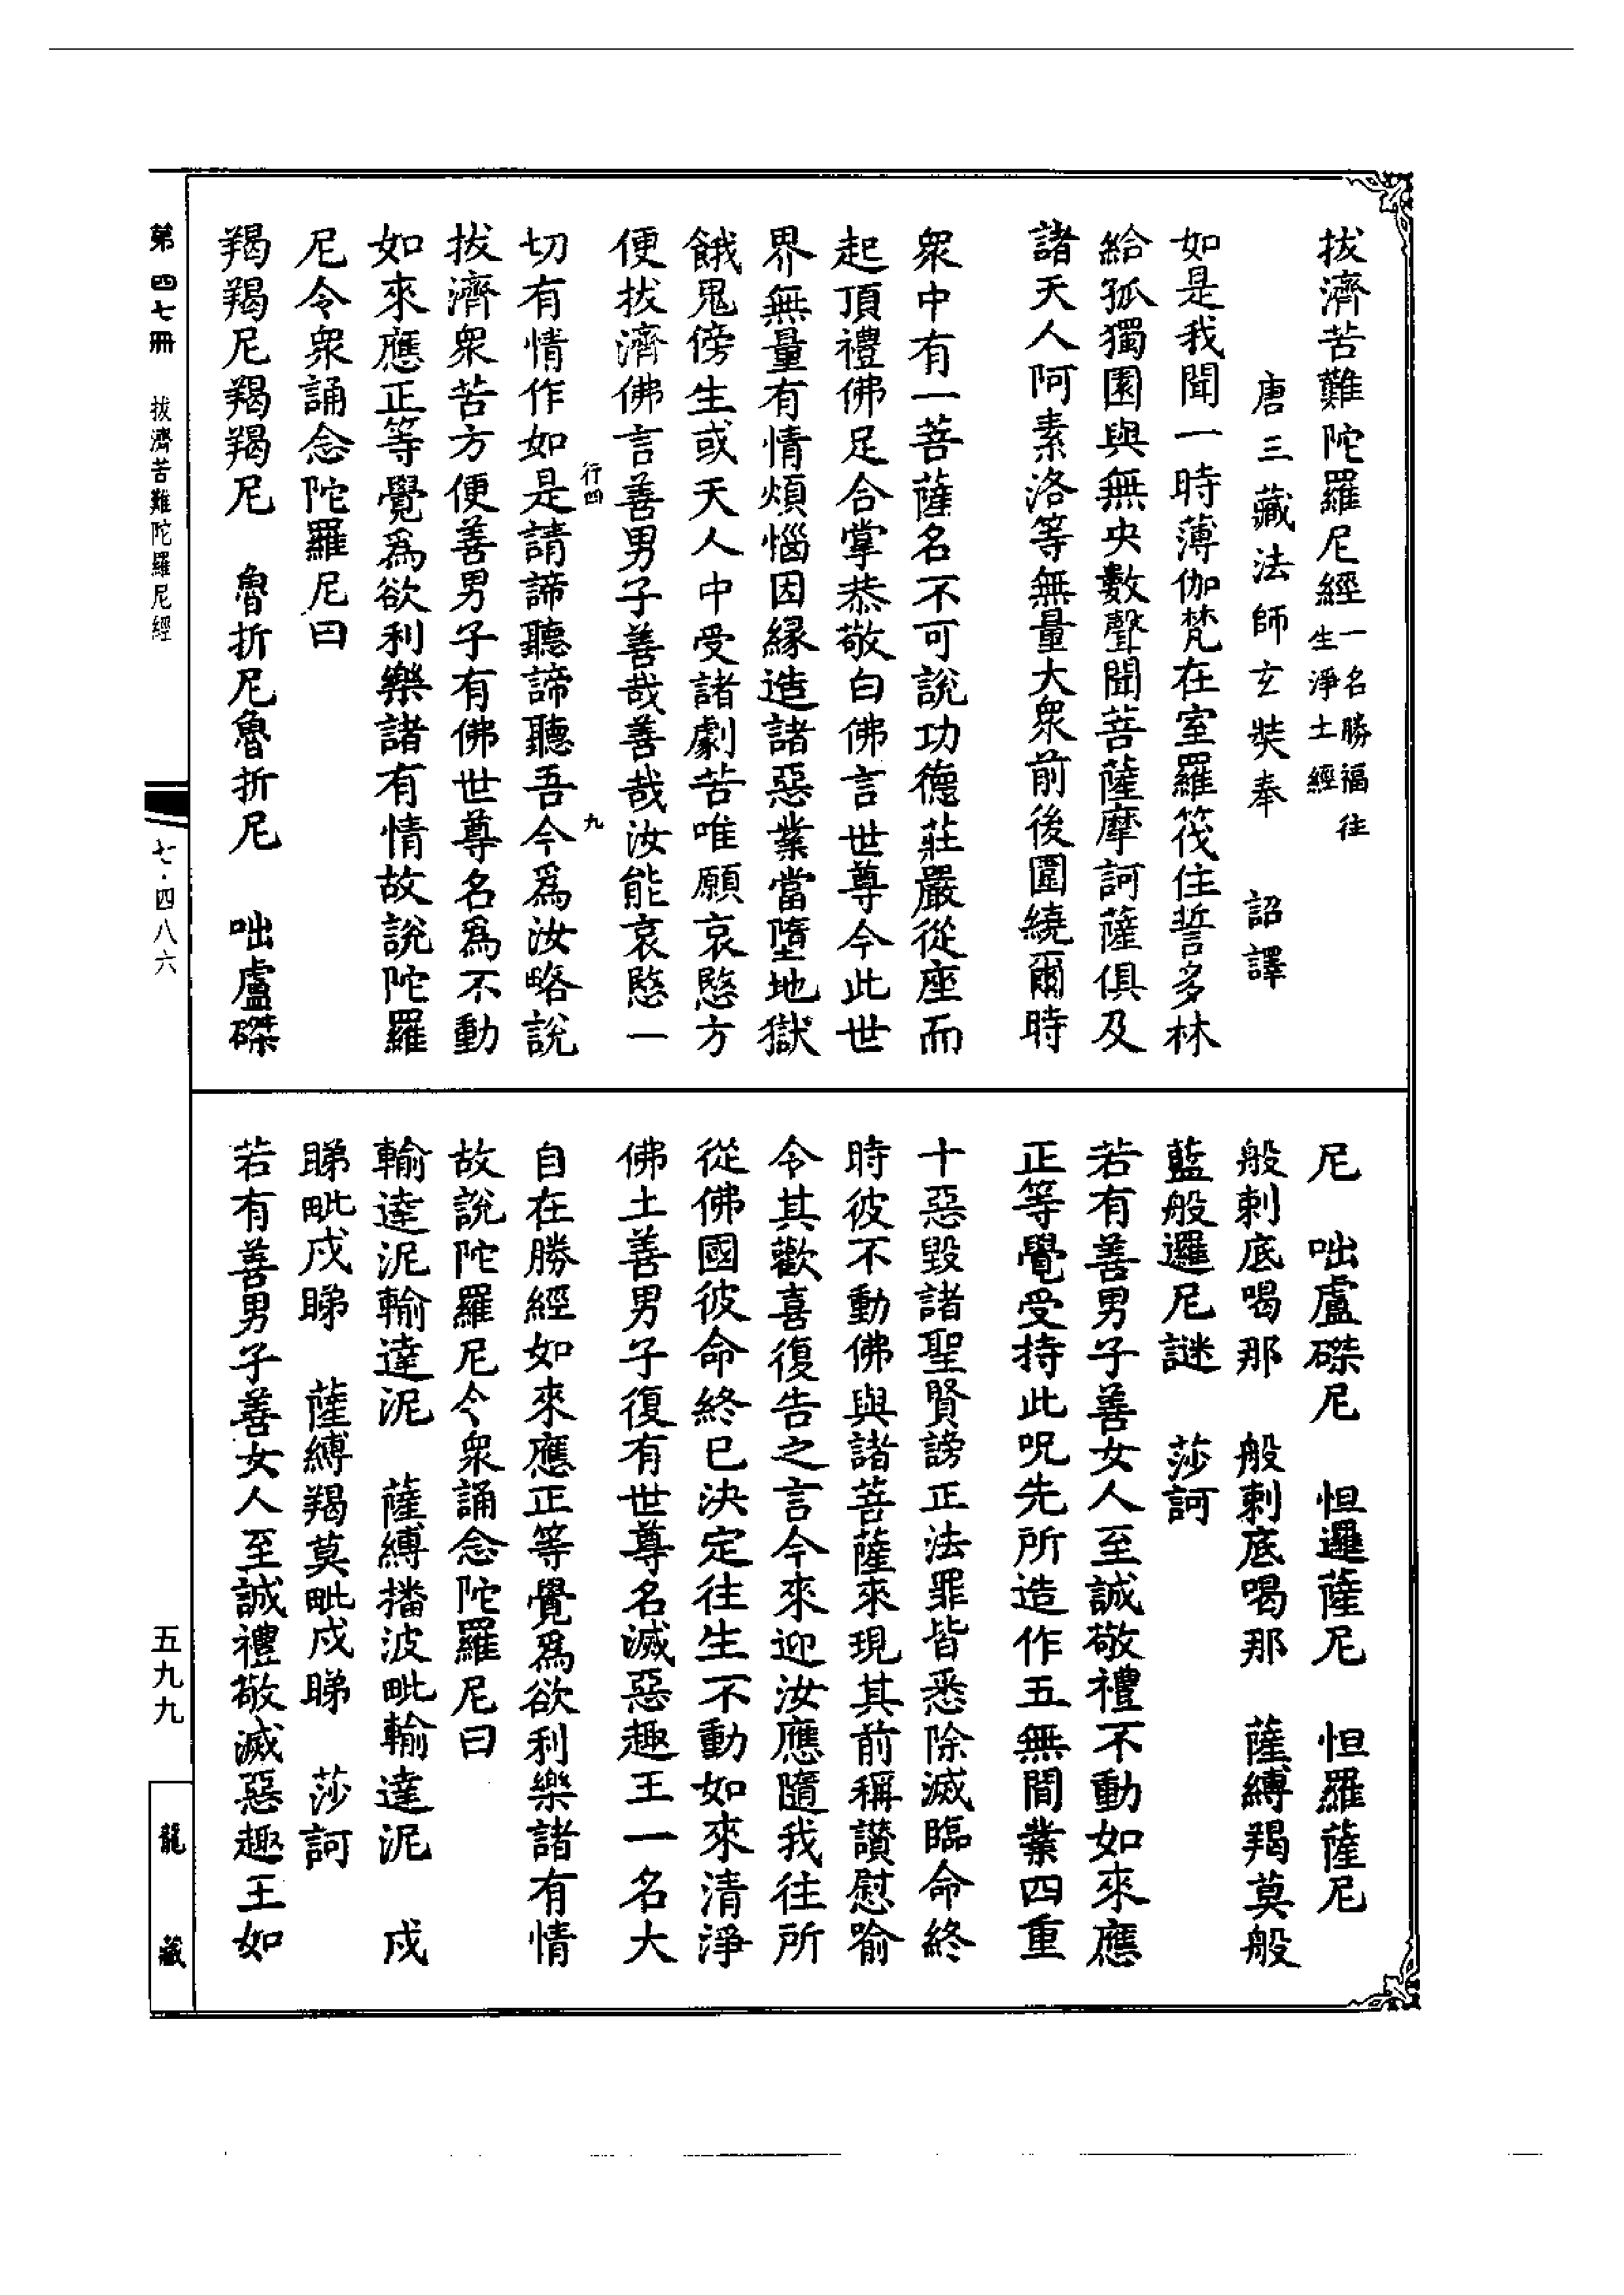 拔濟苦難陀羅尼經一名勝福往
生淨土經
唐三藏法師玄奘奉　詔譯
如是我聞一時薄伽梵在室羅筏住誓多林
給孤獨園與無央數聲聞菩薩摩訶薩俱及
諸天人阿素洛等無量大衆前後圍繞爾時
衆中有一菩薩名不可說功德莊嚴從座而
起頂禮佛足合掌恭敬白佛言世尊今此世
界無量有情煩惱因緣造諸惡業當墮地獄
餓鬼傍生或天人中受諸劇苦唯願哀愍方
便拔濟佛言善男子善哉善哉汝能哀愍一
行四　九
切有情作如是請諦聽諦聽吾今爲汝略說
拔濟衆苦方便善男子有佛世尊名爲不動
如來應正等覺爲欲利樂諸有情故說陀羅
尼令衆誦念陀羅尼曰
羯羯尼羯羯尼　魯折尼魯折尼　咄盧磔
尼　咄盧磔尼　怛邏薩尼　怛羅薩尼
般剌底喝那　般剌底喝那　薩縛羯莫般
藍般邏尼謎　莎訶
若有善男子善女人至誠敬禮不動如來應
正等覺受持此呪先所造作五無間業四重
十惡毀諸聖賢謗正法罪皆悉除滅臨命終
時彼不動佛與諸菩薩來現其前稱讚慰喻
令其歡喜復告之言今來迎汝應隨我往所
從佛國彼命終已決定往生不動如來清淨
佛土善男子復有世尊名滅惡趣王一名大
自在勝經如來應正等覺爲欲利樂諸有情
故說陀羅尼令衆誦念陀羅尼曰
輸達泥輸達泥　薩縛播波毗輸達泥　戍
睇毗戍睇　薩縛羯莫毗戍睇　莎訶
若有善男子善女人至誠禮敬滅惡趣王如
第四七冊　拔濟苦難陀羅尼經
七·四八六
五九九
龍藏